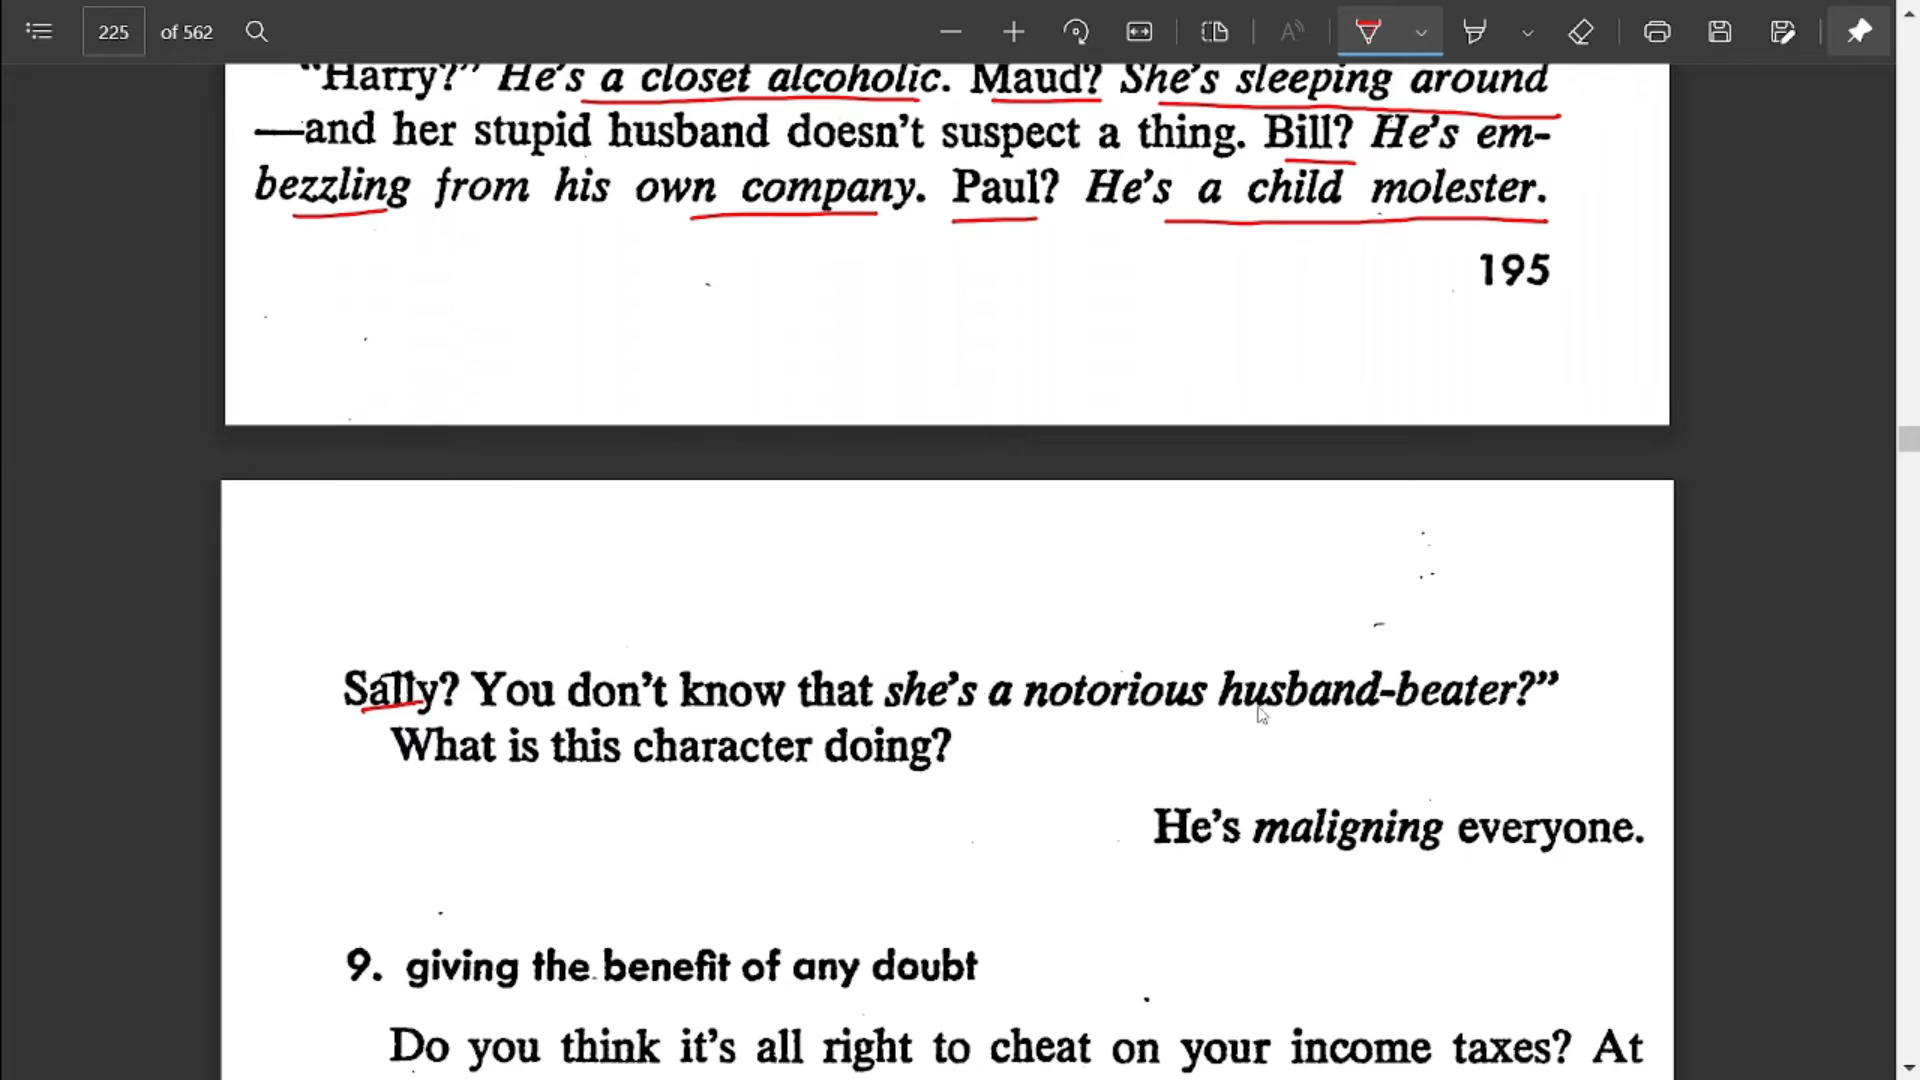 225 of 562
"Harry?" He's a closet alcoholic. Maud? She's sleeping around
—and her stupid husband doesn't suspect a thing. Bill? He's em-
bezzling from his own company. Paul? He's a child molester.
195
Sally? You don't know that she's a notorious husband-beater?"
What is this character doing?
He's maligning everyone.
9. giving the benefit of any doubt
Do you think it's all right to cheat on your income taxes? At